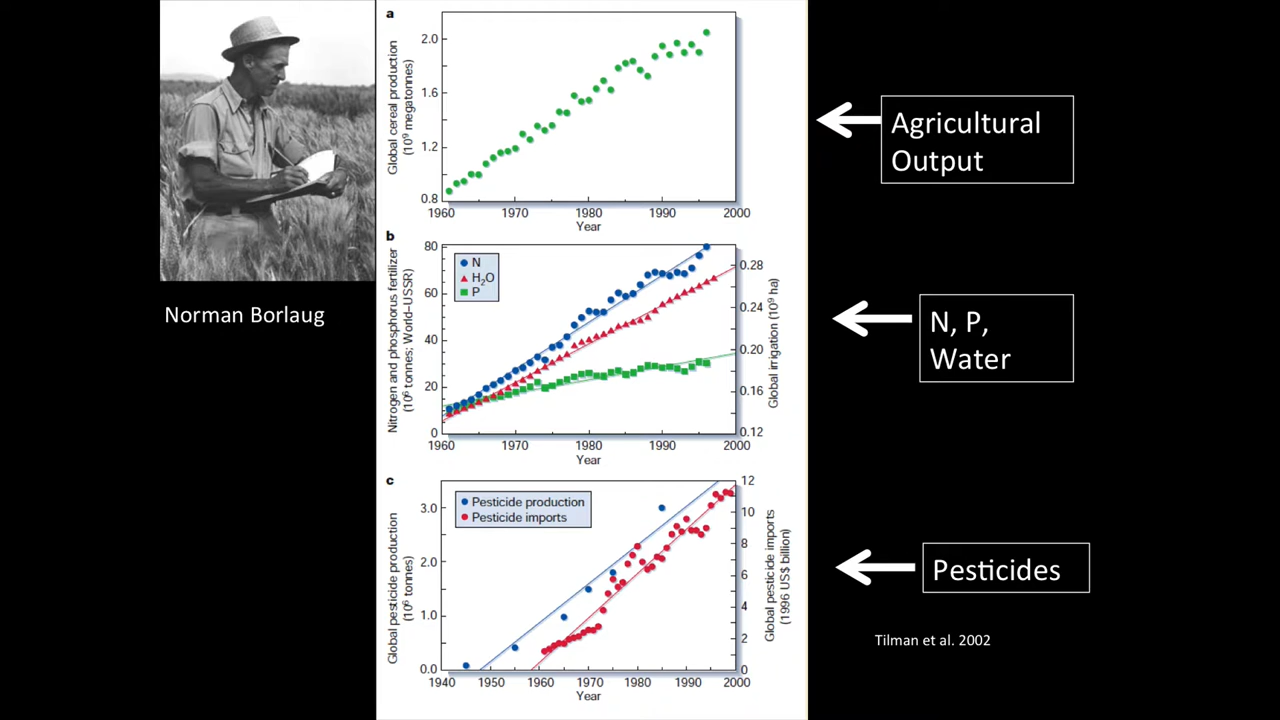 Norman Borlaug
a
Global cereal production
(10⁹ megatonnes)
2.0
1.6
1.2
0.8
1960 1970 1980 1990 2000
Year
b
Nitrogen and phosphorus fertilizer
(10⁶ tonnes; World–USSR)
80
60
40
20
0
N
H₂O
P
0.28
0.24
0.20
0.16
0.12
Global irrigation (10⁹ ha)
1960 1970 1980 1990 2000
Year
c
Global pesticide production
(10⁶ tonnes)
3.0
2.0
1.0
0.0
Pesticide production
Pesticide imports
12
10
8
6
4
2
0
Global pesticide imports
(1996 US$ billion)
1940 1950 1960 1970 1980 1990 2000
Year
Agricultural
Output
N, P,
Water
Pesticides
Tilman et al. 2002